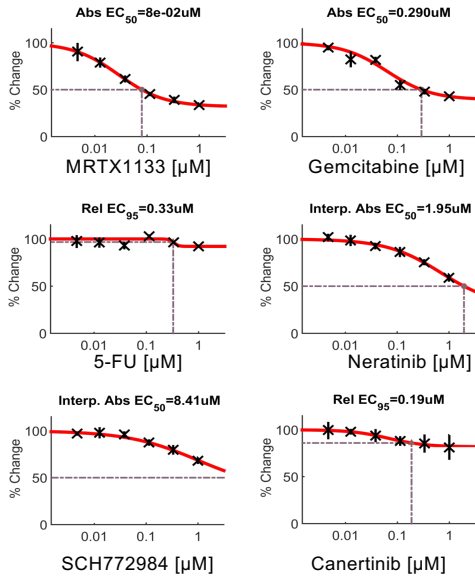 Abs EC50=8e-02uM
% Change
100
50
0
0.01
0.1
1
MRTX1133 [µM]
Abs EC50=0.290uM
% Change
100
50
0
0.01
0.1
1
Gemcitabine [µM]
Rel EC95=0.33uM
% Change
100
50
0
0.01
0.1
1
5-FU [µM]
Interp. Abs EC50=1.95uM
% Change
100
50
0
0.01
0.1
1
Neratinib [µM]
Interp. Abs EC50=8.41uM
% Change
100
50
0
0.01
0.1
1
SCH772984 [µM]
Rel EC95=0.19uM
% Change
100
50
0
0.01
0.1
1
Canertinib [µM]